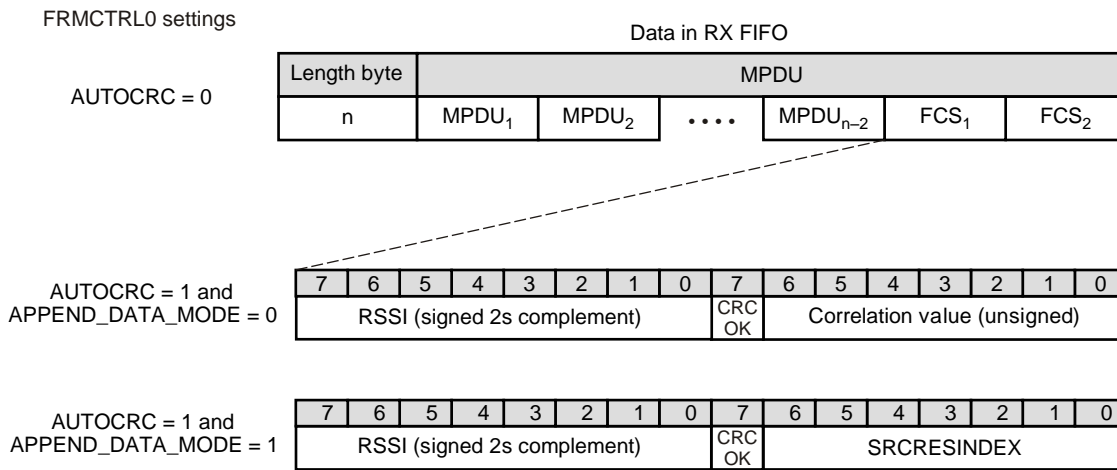 FRMCTRL0 settings
Data in RX FIFO
Length byte MPDU
AUTOCRC = 0
n MPDU1 MPDU2 •••• MPDUn–2 FCS1 FCS2
7 6 5 4 3 2 1 0 7 6 5 4 3 2 1 0
AUTOCRC = 1 and
APPEND_DATA_MODE = 0
RSSI (signed 2s complement) CRC OK Correlation value (unsigned)
7 6 5 4 3 2 1 0 7 6 5 4 3 2 1 0
AUTOCRC = 1 and
APPEND_DATA_MODE = 1
RSSI (signed 2s complement) CRC OK SRCRESINDEX